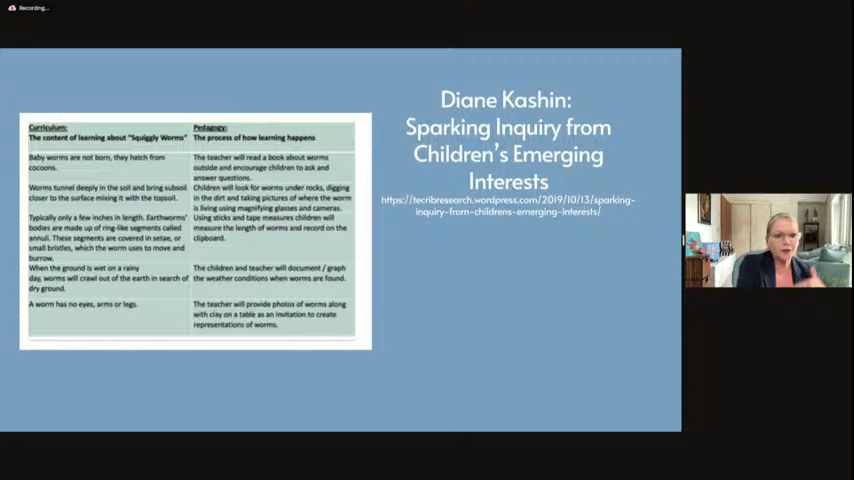 Recording...
Diane Kashin:
Sparking Inquiry from
Children's Emerging
Interests
https://tecribresearch.wordpress.com/2019/10/13/sparking-
inquiry-from-childrens-emerging-interests/
Curriculum:
The content of learning about "Squiggly Worms"
Pedagogy:
The process of how learning happens
Baby worms are not born, they hatch from
cocoons.
The teacher will read a book about worms
outside and encourage children to ask and
answer questions.
Worms tunnel deeply in the soil and bring subsoil
closer to the surface mixing it with the topsoil.
Children will look for worms under rocks, digging
in the dirt and taking pictures of where the worm
is living using magnifying glasses and cameras.
Typically only a few inches in length. Earthworms'
bodies are made up of ring-like segments called
annuli. These segments are covered in setae, or
small bristles, which the worm uses to move and
burrow.
Using sticks and tape measures children will
measure the length of worms and record on the
clipboard.
When the ground is wet on a rainy
day, worms will crawl out of the earth in search of
dry ground.
The children and teacher will document / graph
the weather conditions when worms are found.
A worm has no eyes, arms or legs.
The teacher will provide photos of worms along
with clay on a table as an invitation to create
representations of worms.